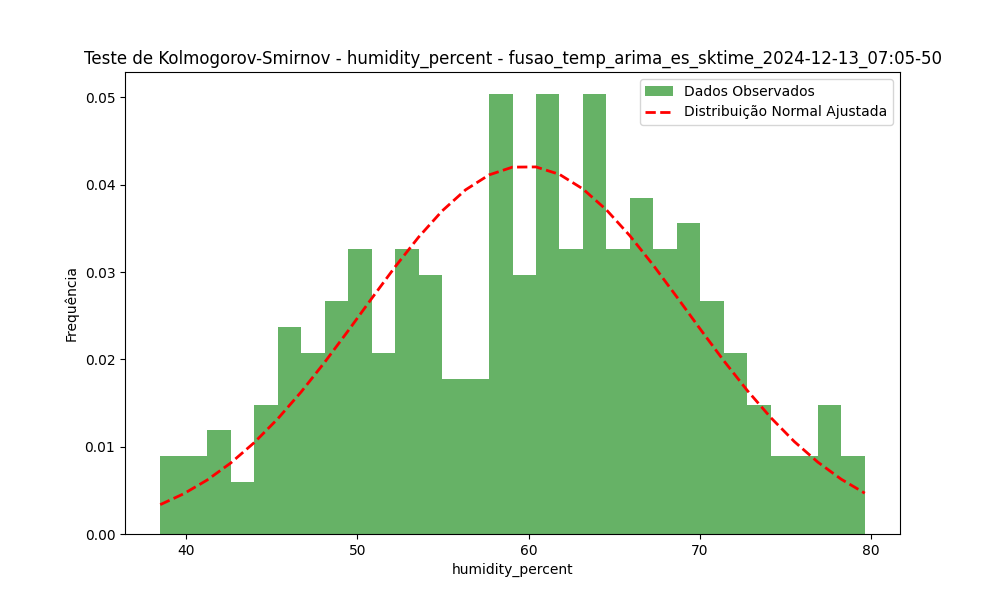 Teste de Kolmogorov-Smirnov - humidity_percent - fusao_temp_arima_es_sktime_2024-12-13_07:05-50
Dados Observados
Distribuição Normal Ajustada
0.05
0.04
0.03
0.02
0.01
0.00
Frequência
40 50 60 70 80
humidity_percent